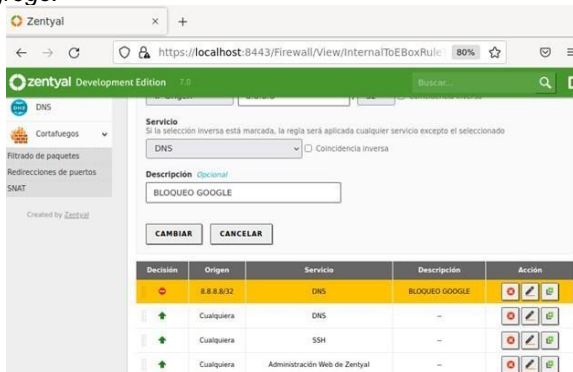 Zentyal
https://localhost:8443/Firewall/View/InternalToEBoxRule
80%
zentyal Development Edition 7.0
Buscar...
DNS
Cortafuegos
Filtrado de paquetes
Redirecciones de puertos
SNAT
Created by Zentyal
Servicio
Si la selección inversa está marcada, la regla será aplicada cualquier servicio excepto el seleccionado
DNS
Coincidencia inversa
Descripción Opcional
BLOQUEO GOOGLE
CAMBIAR CANCELAR
Decisión Origen Servicio Descripción Acción
8.8.8.8/32 DNS BLOQUEO GOOGLE
Cualquiera DNS --
Cualquiera SSH --
Cualquiera Administración Web de Zentyal --